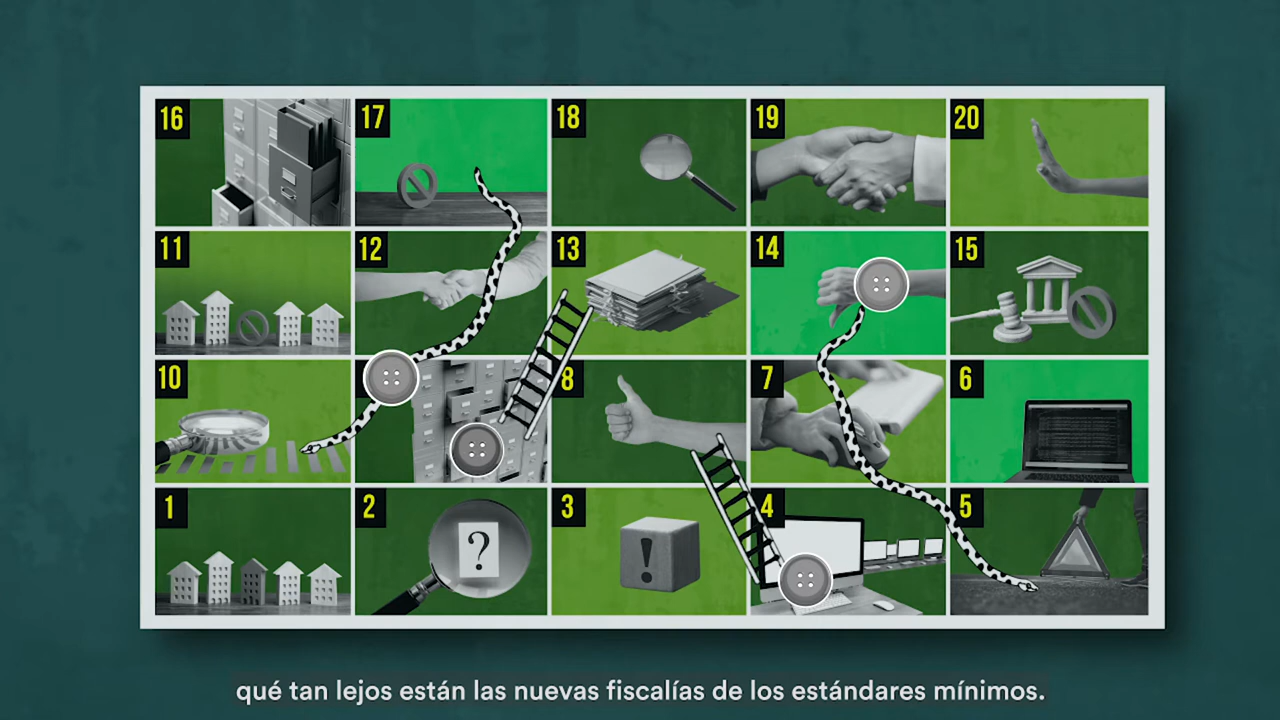 16 17 18 19 20
11 12 13 14 15
10 8 7 6
1 2 3 4 5
?
!
qué tan lejos están las nuevas fiscalías de los estándares mínimos.